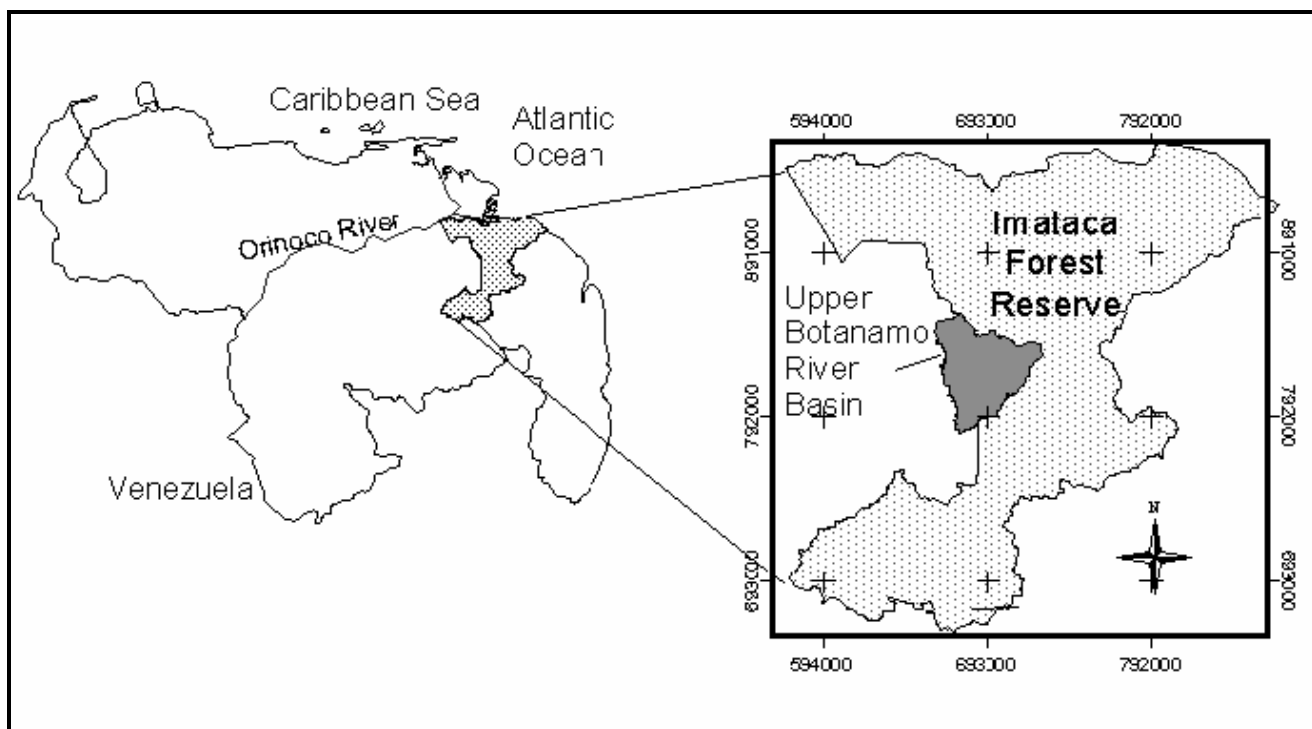 Caribbean Sea
Atlantic
Ocean
Orinoco River
Venezuela
594000 693000 792000
Imataca
Forest
Reserve
Upper
Botanamo
River
Basin
891000
891000
792000
792000
693000
693000
N
594000 693000 792000